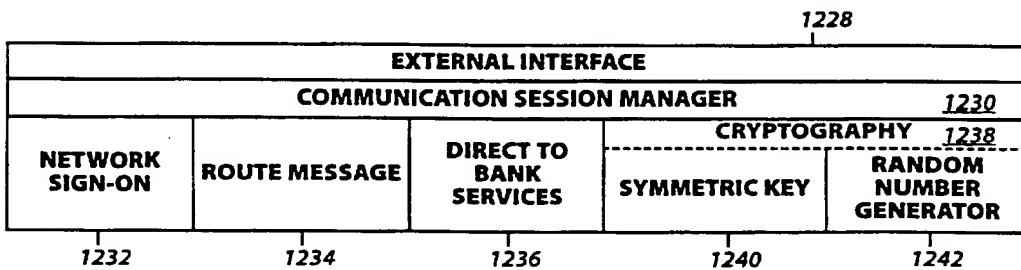 1228
EXTERNAL INTERFACE
COMMUNICATION SESSION MANAGER 1230
NETWORK
SIGN-ON
ROUTE MESSAGE
DIRECT TO
BANK
SERVICES
CRYPTOGRAPHY 1238
SYMMETRIC KEY
RANDOM
NUMBER
GENERATOR
1232 1234 1236 1240 1242